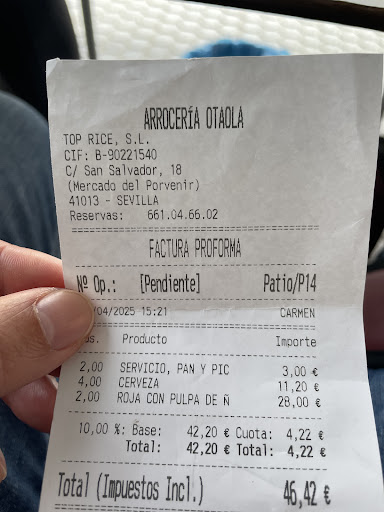 ARROCERÍA OTAOLA
TOP RICE, S.L.
CIF: B-90221540
C/ San Salvador, 18
(Mercado del Porvenir)
41013 - SEVILLA
Reservas: 661.04.66.02
FACTURA PROFORMA
Nº Op.: [Pendiente] Patio/P14
/04/2025 15:21 CARMEN
s. Producto Importe
2,00 SERVICIO, PAN Y PIC 3,00 €
4,00 CERVEZA 11,20 €
2,00 ROJA CON PULPA DE Ñ 28,00 €
10,00 %: Base: 42,20 € Cuota: 4,22 €
Total: 42,20 € Total: 4,22 €
Total (Impuestos Incl.) 46,42 €